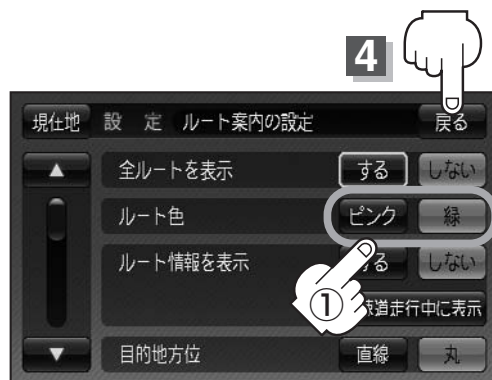 4
現在地 設 定 ルート案内の設定 戻る
▲ 全ルートを表示 する しない
ルート色 ピンク 緑
ルート情報を表示 る しない
① 道走行中に表示
▼ 目的地方位 直線 丸